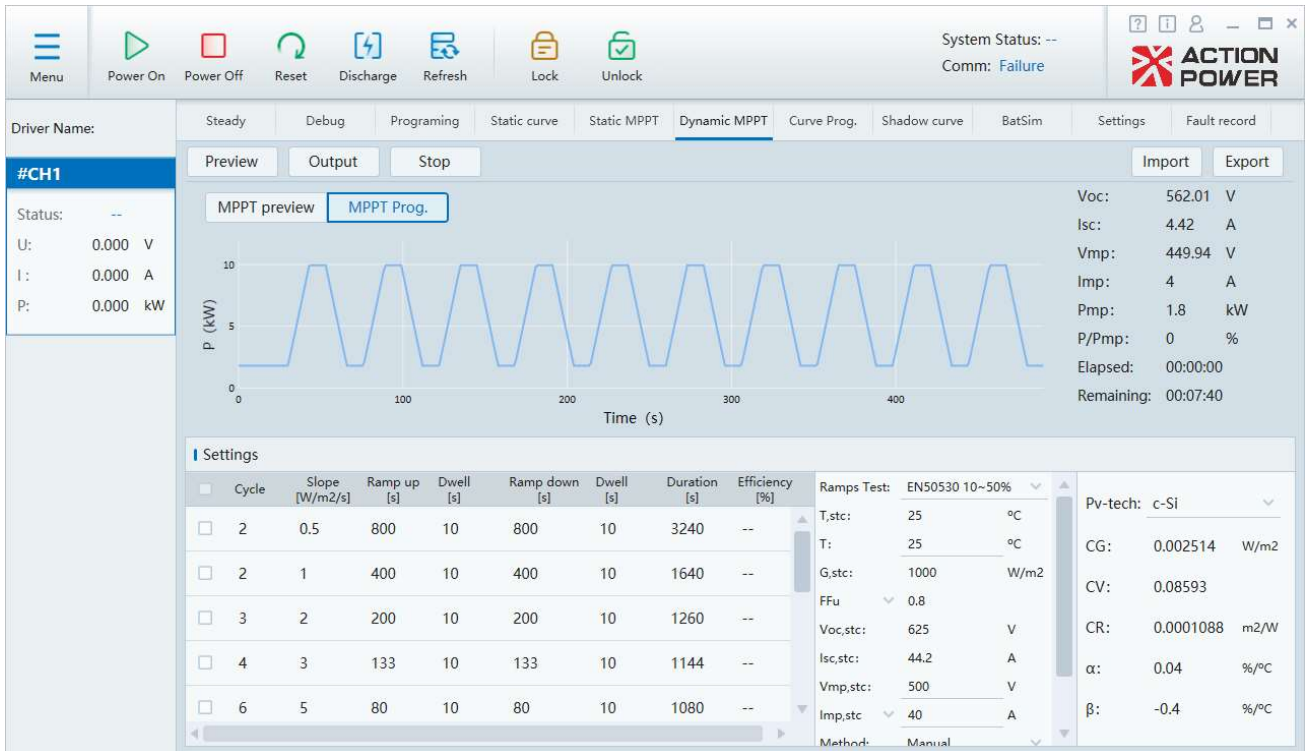 Menu Power On Power Off Reset Discharge Refresh Lock Unlock
System Status: --
Comm: Failure
ACTION
POWER
Driver Name:
#CH1
Status: --
U: 0.000 V
I : 0.000 A
P: 0.000 kW
Steady Debug Programing Static curve Static MPPT Dynamic MPPT Curve Prog. Shadow curve BatSim Settings Fault record
Preview Output Stop Import Export
MPPT preview MPPT Prog.
P (kW)
10
5
0
0 100 200 300 400
Time (s)
Voc: 562.01 V
Isc: 4.42 A
Vmp: 449.94 V
Imp: 4 A
Pmp: 1.8 kW
P/Pmp: 0 %
Elapsed: 00:00:00
Remaining: 00:07:40
Settings
Cycle Slope [W/m2/s] Ramp up [s] Dwell [s] Ramp down [s] Dwell [s] Duration [s] Efficiency [%]
2 0.5 800 10 800 10 3240 --
2 1 400 10 400 10 1640 --
3 2 200 10 200 10 1260 --
4 3 133 10 133 10 1144 --
6 5 80 10 80 10 1080 --
Ramps Test: EN50530 10~50%
T,stc: 25 ºC
T: 25 ºC
G,stc: 1000 W/m2
FFu 0.8
Voc,stc: 625 V
Isc,stc: 44.2 A
Vmp,stc: 500 V
Imp,stc 40 A
Method: Manual
Pv-tech: c-Si
CG: 0.002514 W/m2
CV: 0.08593
CR: 0.0001088 m2/W
α: 0.04 %/ºC
β: -0.4 %/ºC